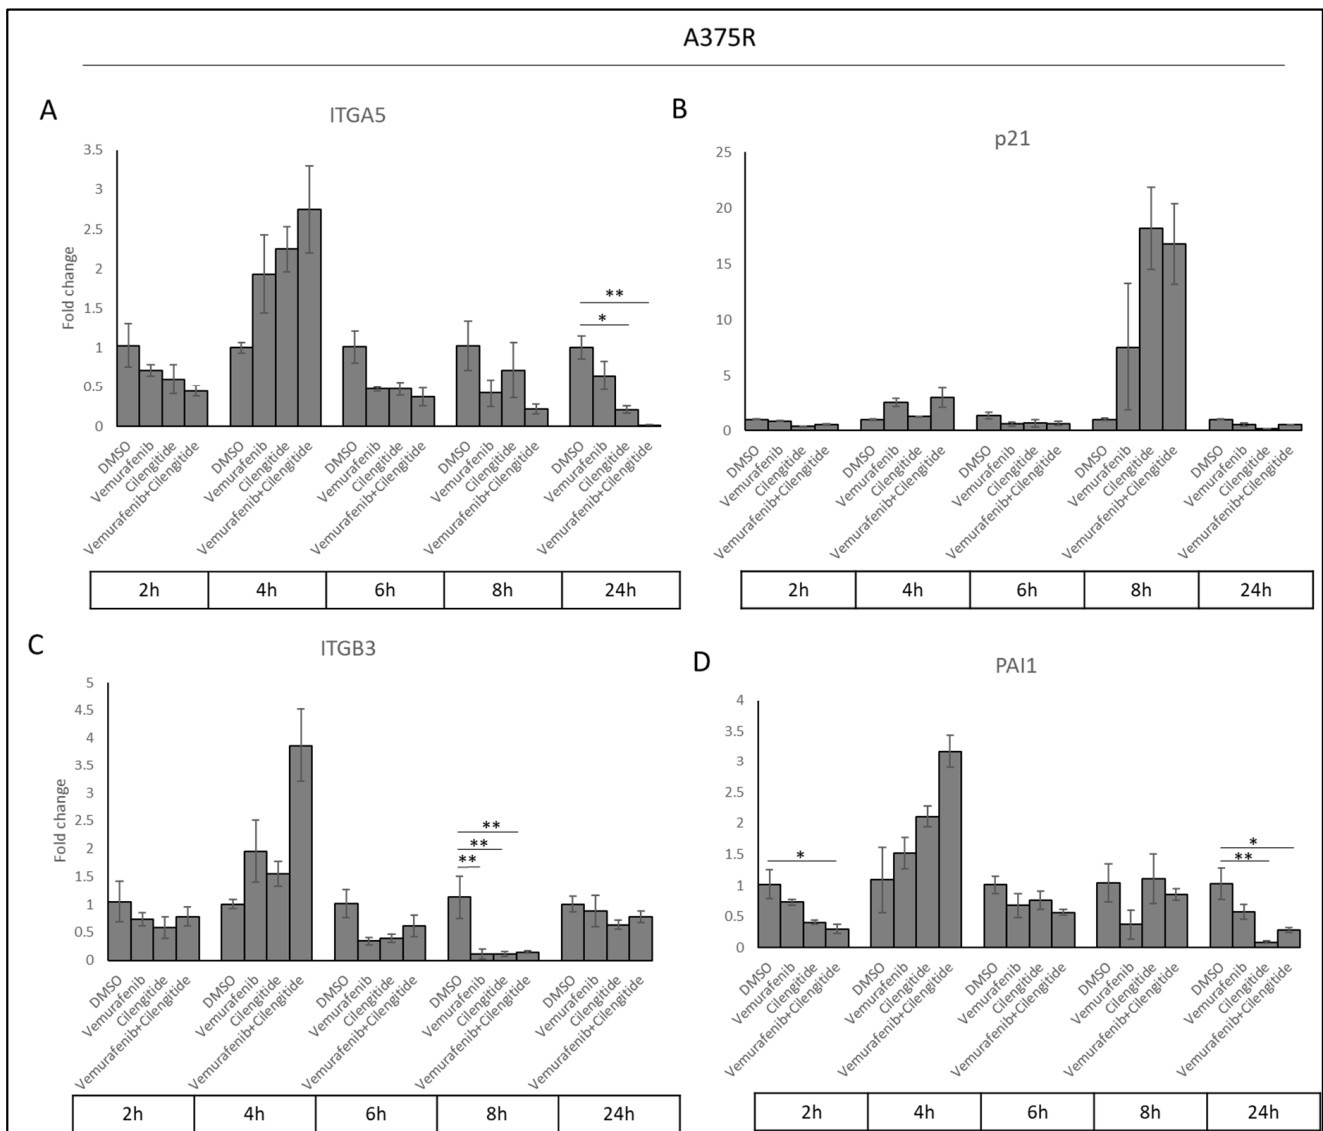 A375R
A
ITGA5
Fold change
3.5
3
2.5
2
1.5
1
0.5
0
**
*
DMSO
Vemurafenib
Cilengitide
Vemurafenib+Cilengitide
DMSO
Vemurafenib
Cilengitide
Vemurafenib+Cilengitide
DMSO
Vemurafenib
Cilengitide
Vemurafenib+Cilengitide
DMSO
Vemurafenib
Cilengitide
Vemurafenib+Cilengitide
DMSO
Vemurafenib
Cilengitide
Vemurafenib+Cilengitide
2h 4h 6h 8h 24h
B
p21
25
20
15
10
5
0
DMSO
Vemurafenib
Cilengitide
Vemurafenib+Cilengitide
DMSO
Vemurafenib
Cilengitide
Vemurafenib+Cilengitide
DMSO
Vemurafenib
Cilengitide
Vemurafenib+Cilengitide
DMSO
Vemurafenib
Cilengitide
Vemurafenib+Cilengitide
DMSO
Vemurafenib
Cilengitide
Vemurafenib+Cilengitide
2h 4h 6h 8h 24h
C
ITGB3
Fold change
5
4.5
4
3.5
3
2.5
2
1.5
1
0.5
0
**
**
**
DMSO
Vemurafenib
Cilengitide
Vemurafenib+Cilengitide
DMSO
Vemurafenib
Cilengitide
Vemurafenib+Cilengitide
DMSO
Vemurafenib
Cilengitide
Vemurafenib+Cilengitide
DMSO
Vemurafenib
Cilengitide
Vemurafenib+Cilengitide
DMSO
Vemurafenib
Cilengitide
Vemurafenib+Cilengitide
2h 4h 6h 8h 24h
D
PAI1
4
3.5
3
2.5
2
1.5
1
0.5
0
*
*
**
DMSO
Vemurafenib
Cilengitide
Vemurafenib+Cilengitide
DMSO
Vemurafenib
Cilengitide
Vemurafenib+Cilengitide
DMSO
Vemurafenib
Cilengitide
Vemurafenib+Cilengitide
DMSO
Vemurafenib
Cilengitide
Vemurafenib+Cilengitide
DMSO
Vemurafenib
Cilengitide
Vemurafenib+Cilengitide
2h 4h 6h 8h 24h